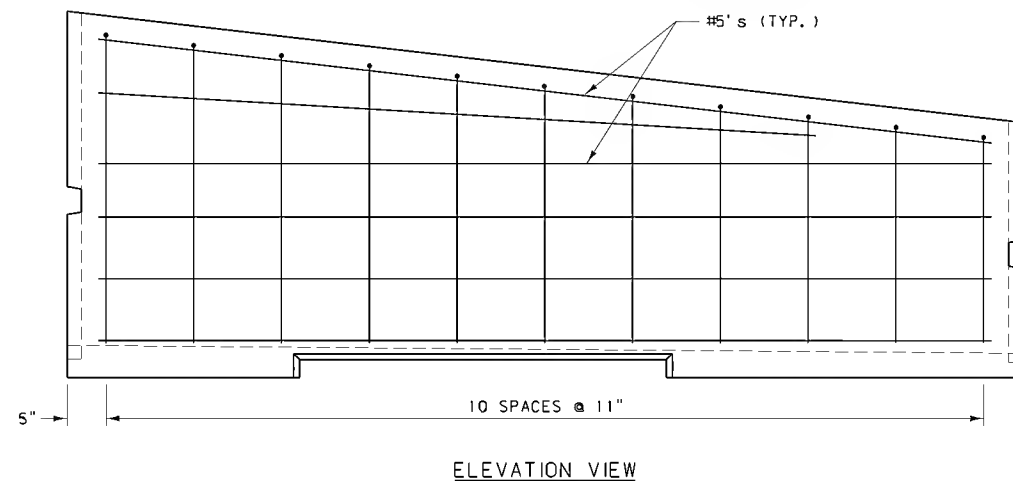 #5's (TYP.)
5"
10 SPACES @ 11"
ELEVATION VIEW